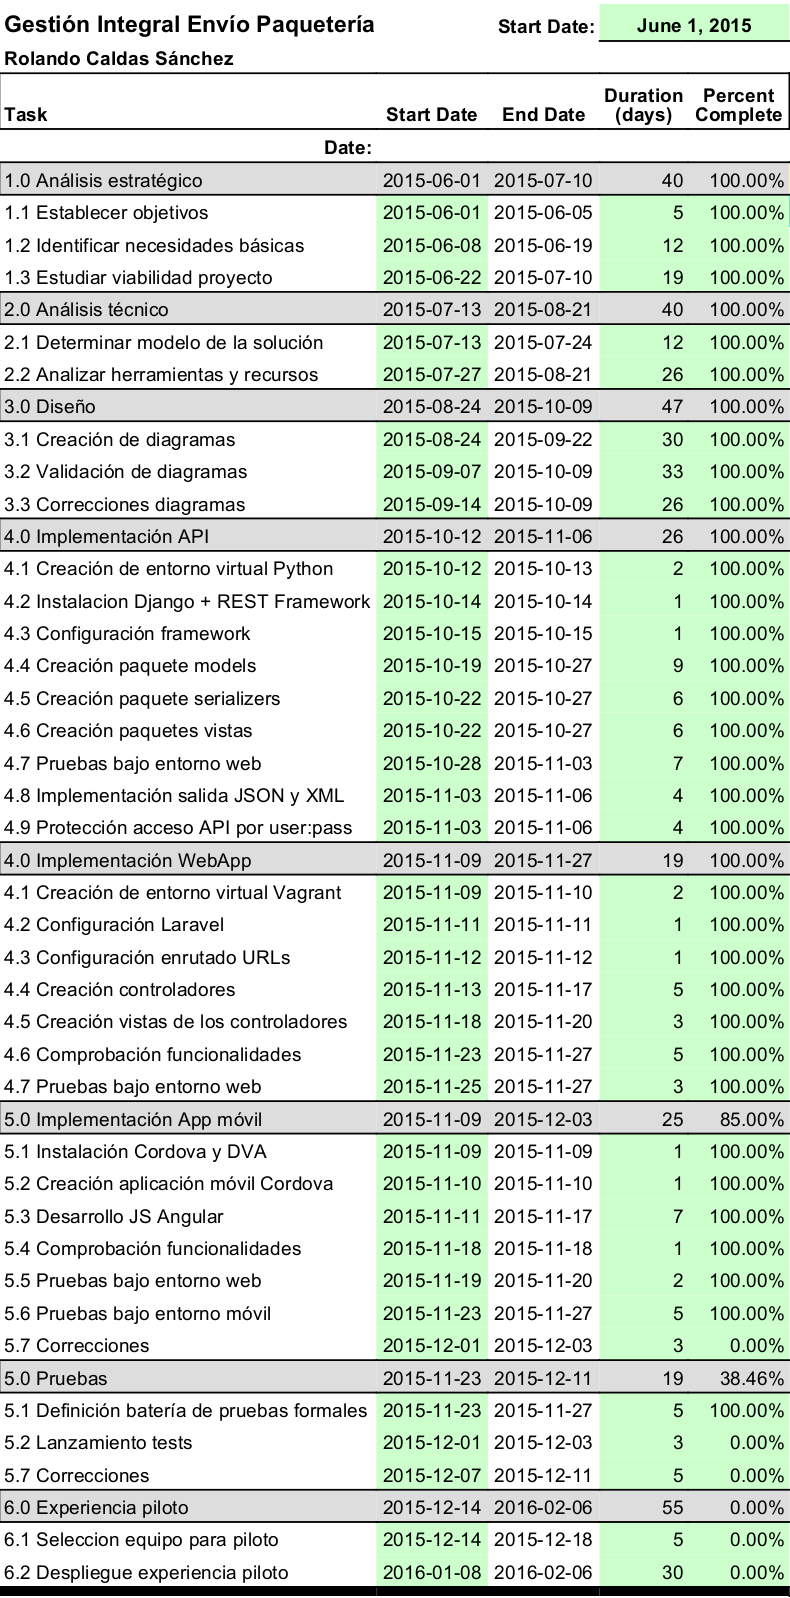 Gestión Integral Envío Paquetería Start Date: June 1, 2015
Rolando Caldas Sánchez
Task Start Date End Date Duration (days) Percent Complete
Date:
1.0 Análisis estratégico 2015-06-01 2015-07-10 40 100.00%
1.1 Establecer objetivos 2015-06-01 2015-06-05 5 100.00%
1.2 Identificar necesidades básicas 2015-06-08 2015-06-19 12 100.00%
1.3 Estudiar viabilidad proyecto 2015-06-22 2015-07-10 19 100.00%
2.0 Análisis técnico 2015-07-13 2015-08-21 40 100.00%
2.1 Determinar modelo de la solución 2015-07-13 2015-07-24 12 100.00%
2.2 Analizar herramientas y recursos 2015-07-27 2015-08-21 26 100.00%
3.0 Diseño 2015-08-24 2015-10-09 47 100.00%
3.1 Creación de diagramas 2015-08-24 2015-09-22 30 100.00%
3.2 Validación de diagramas 2015-09-07 2015-10-09 33 100.00%
3.3 Correcciones diagramas 2015-09-14 2015-10-09 26 100.00%
4.0 Implementación API 2015-10-12 2015-11-06 26 100.00%
4.1 Creación de entorno virtual Python 2015-10-12 2015-10-13 2 100.00%
4.2 Instalacion Django + REST Framework 2015-10-14 2015-10-14 1 100.00%
4.3 Configuración framework 2015-10-15 2015-10-15 1 100.00%
4.4 Creación paquete models 2015-10-19 2015-10-27 9 100.00%
4.5 Creación paquete serializers 2015-10-22 2015-10-27 6 100.00%
4.6 Creación paquetes vistas 2015-10-22 2015-10-27 6 100.00%
4.7 Pruebas bajo entorno web 2015-10-28 2015-11-03 7 100.00%
4.8 Implementación salida JSON y XML 2015-11-03 2015-11-06 4 100.00%
4.9 Protección acceso API por user:pass 2015-11-03 2015-11-06 4 100.00%
4.0 Implementación WebApp 2015-11-09 2015-11-27 19 100.00%
4.1 Creación de entorno virtual Vagrant 2015-11-09 2015-11-10 2 100.00%
4.2 Configuración Laravel 2015-11-11 2015-11-11 1 100.00%
4.3 Configuración enrutado URLs 2015-11-12 2015-11-12 1 100.00%
4.4 Creación controladores 2015-11-13 2015-11-17 5 100.00%
4.5 Creación vistas de los controladores 2015-11-18 2015-11-20 3 100.00%
4.6 Comprobación funcionalidades 2015-11-23 2015-11-27 5 100.00%
4.7 Pruebas bajo entorno web 2015-11-25 2015-11-27 3 100.00%
5.0 Implementación App móvil 2015-11-09 2015-12-03 25 85.00%
5.1 Instalación Cordova y DVA 2015-11-09 2015-11-09 1 100.00%
5.2 Creación aplicación móvil Cordova 2015-11-10 2015-11-10 1 100.00%
5.3 Desarrollo JS Angular 2015-11-11 2015-11-17 7 100.00%
5.4 Comprobación funcionalidades 2015-11-18 2015-11-18 1 100.00%
5.5 Pruebas bajo entorno web 2015-11-19 2015-11-20 2 100.00%
5.6 Pruebas bajo entorno móvil 2015-11-23 2015-11-27 5 100.00%
5.7 Correcciones 2015-12-01 2015-12-03 3 0.00%
5.0 Pruebas 2015-11-23 2015-12-11 19 38.46%
5.1 Definición batería de pruebas formales 2015-11-23 2015-11-27 5 100.00%
5.2 Lanzamiento tests 2015-12-01 2015-12-03 3 0.00%
5.7 Correcciones 2015-12-07 2015-12-11 5 0.00%
6.0 Experiencia piloto 2015-12-14 2016-02-06 55 0.00%
6.1 Seleccion equipo para piloto 2015-12-14 2015-12-18 5 0.00%
6.2 Despliegue experiencia piloto 2016-01-08 2016-02-06 30 0.00%